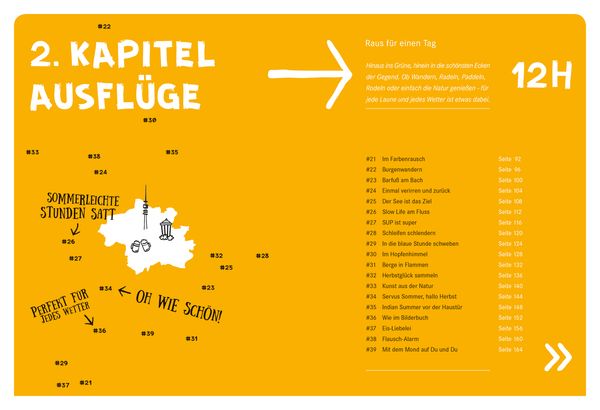 #22
2. KAPITEL
AUSFLÜGE
Raus für einen Tag
Hinaus ins Grüne, hinein in die schönsten Ecken
der Gegend. Ob Wandern, Radeln, Paddeln,
Rodeln oder einfach die Natur genießen - für
jede Laune und jedes Wetter ist etwas dabei.
12H
#30
#33
#38
#35
#24
SOMMERLEICHTE
STUNDEN SATT
#26
#27
#32
#25
#28
#34
OH WIE SCHÖN!
PERFEKT FÜR
JEDES WETTER
#36
#39
#31
#29
#37
#21
#21 Im Farbenrausch Seite 92
#22 Burgenwandern Seite 96
#23 Barfuß am Bach Seite 100
#24 Einmal verirren und zurück Seite 104
#25 Der See ist das Ziel Seite 108
#26 Slow Life am Fluss Seite 112
#27 SUP ist super Seite 116
#28 Schleifen schlendern Seite 120
#29 In die blaue Stunde schweben Seite 124
#30 Im Hopfenhimmel Seite 128
#31 Berge in Flammen Seite 132
#32 Herbstglück sammeln Seite 136
#33 Kunst aus der Natur Seite 140
#34 Servus Sommer, hallo Herbst Seite 144
#35 Indian Summer vor der Haustür Seite 148
#36 Wie im Bilderbuch Seite 152
#37 Eis-Liebelei Seite 156
#38 Flausch-Alarm Seite 160
#39 Mit dem Mond auf Du und Du Seite 164